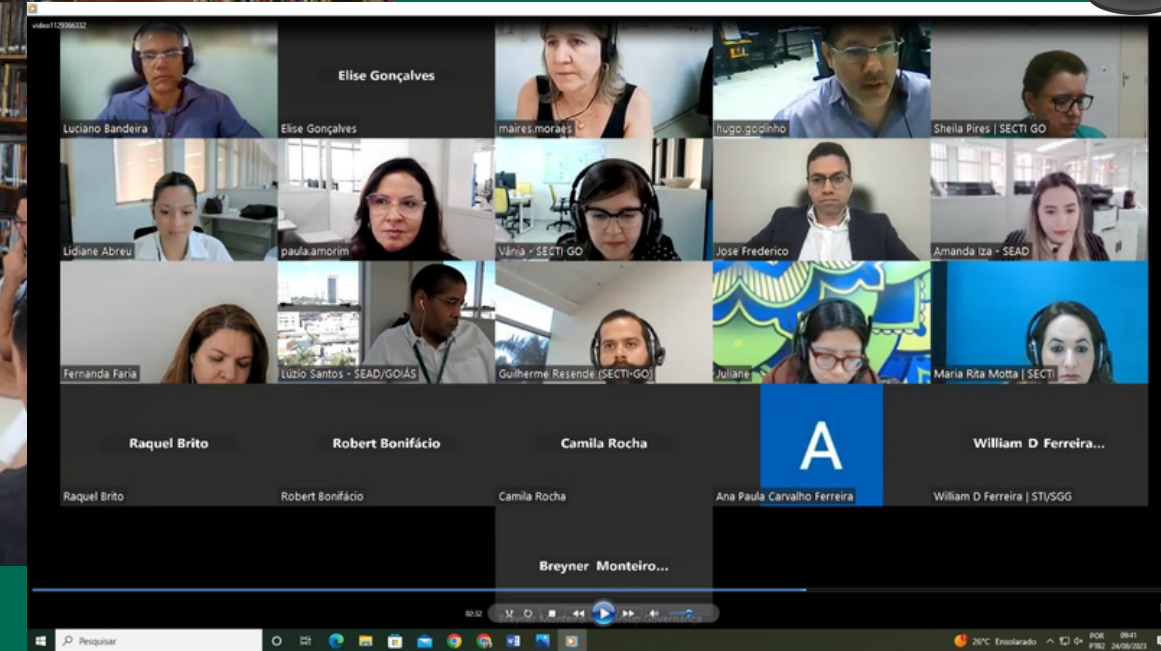 video1129366332
Luciano Bandeira
Elise Gonçalves
Elise Gonçalves
maires.moraes
hugo.godinho
Sheila Pires | SECTI GO
Lidiane Abreu
paula.amorim
Vânia - SECTI GO
Jose Frederico
Amanda Iza - SEAD
Fernanda Faria
Lúzio Santos - SEAD/GOIÁS
Guilherme Resende (SECTI-GO)
Juliane
Maria Rita Motta | SECTI
Raquel Brito
Raquel Brito
Robert Bonifácio
Robert Bonifácio
Camila Rocha
Camila Rocha
A
Ana Paula Carvalho Ferreira
William D Ferreira...
William D Ferreira | STI/SGG
Breyner Monteiro...
02:32
Breyner Monteiro
Governança
Pesquisar
26°C Ensolarado
POR
PTB2
09:41
24/08/2023